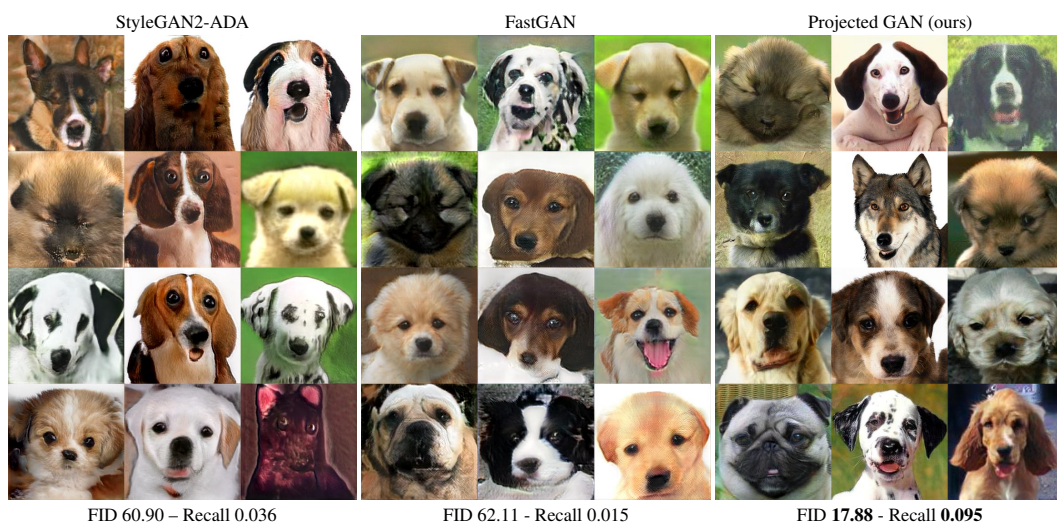 StyleGAN2-ADA
FastGAN
Projected GAN (ours)
FID 60.90 – Recall 0.036
FID 62.11 - Recall 0.015
FID 17.88 - Recall 0.095